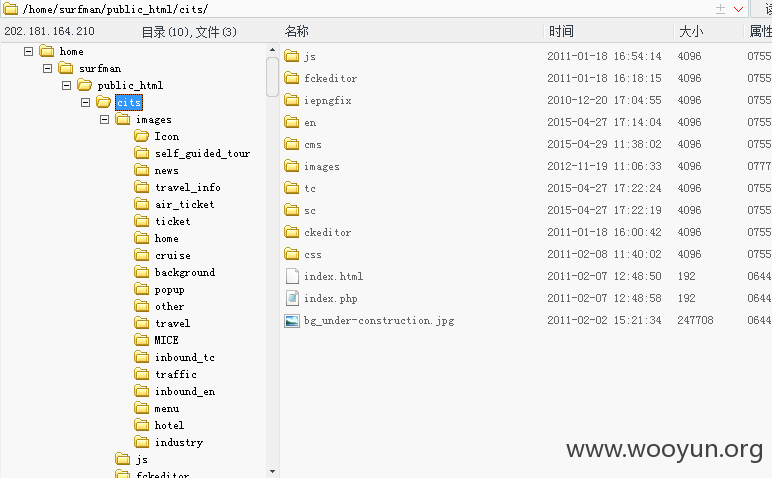 /home/surfman/public_html/cits/
读
202.181.164.210 目录(10),文件(3)
名称 时间 大小 属性
home
surfman
public_html
cits
images
Icon
self_guided_tour
news
travel_info
air_ticket
ticket
home
cruise
background
popup
other
travel
MICE
inbound_tc
traffic
inbound_en
menu
hotel
industry
js
fckeditor
js 2011-01-18 16:54:14 4096 0755
fckeditor 2011-01-18 16:18:15 4096 0755
iepngfix 2010-12-20 17:04:55 4096 0755
en 2015-04-27 17:14:04 4096 0755
cms 2015-04-29 11:38:02 4096 0755
images 2012-11-19 11:06:33 4096 0777
tc 2015-04-27 17:22:24 4096 0755
sc 2015-04-27 17:22:19 4096 0755
ckeditor 2011-01-18 16:00:42 4096 0755
css 2011-02-08 11:40:02 4096 0755
index.html 2011-02-07 12:48:50 192 0644
index.php 2011-02-07 12:48:58 192 0644
bg_under-construction.jpg 2011-02-02 15:21:34 247708 0644
www.wooyun.org